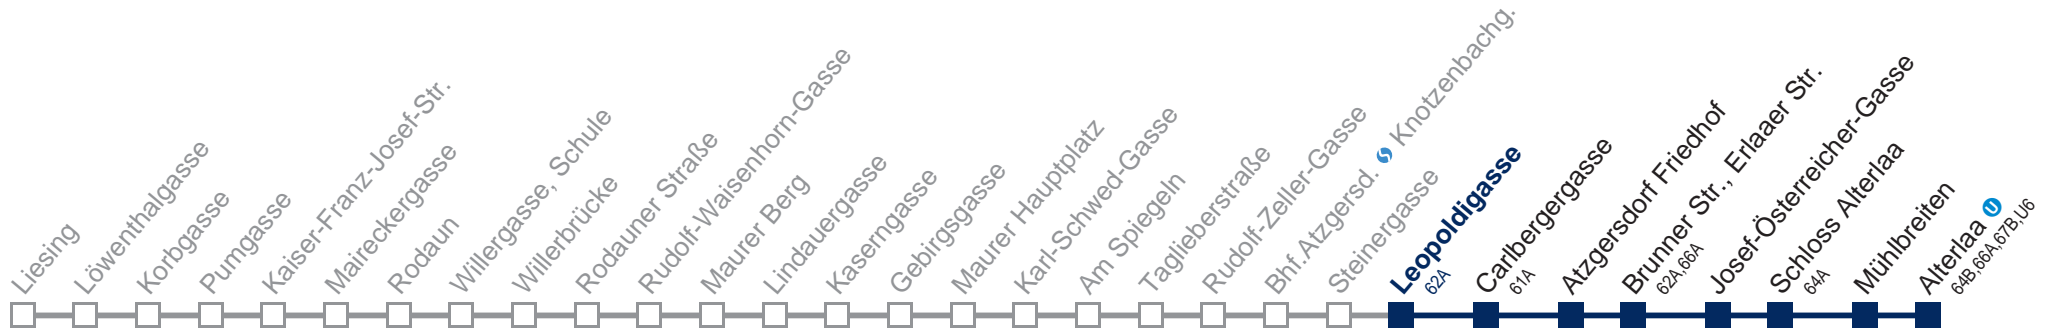 Liesing
Löwenthalgasse
Korbgasse
Pumgasse
Kaiser-Franz-Josef-Str.
Maireckergasse
Rodaun
Willergasse, Schule
Willerbrücke
Rodauner Straße
Rudolf-Waisenhorn-Gasse
Maurer Berg
Lindauergasse
Kaserngasse
Gebirgsgasse
Maurer Hauptplatz
Karl-Schwed-Gasse
Am Spiegeln
Taglieberstraße
Rudolf-Zeller-Gasse
Bhf.Atzgersd. S Knotzenbachg.
Steinergasse
Leopoldigasse
62A
Carlbergergasse
61A
Atzgersdorf Friedhof
Brunner Str., Erlaaer Str.
62A,66A
Josef-Österreicher-Gasse
Schloss Alterlaa
64A
Mühlbreiten
Alterlaa U
64B,66A,67B,U6